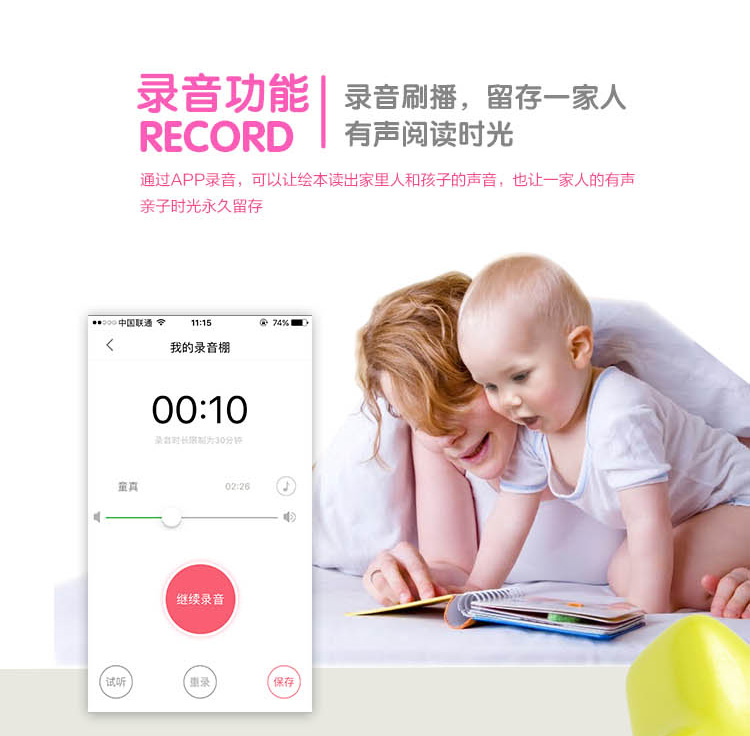 录音功能
RECORD
录音刷播，留存一家人
有声阅读时光
通过APP录音，可以让绘本读出家里人和孩子的声音，也让一家人的有声
亲子时光永久留存
中国联通 11:15 74%
我的录音棚
00:10
录音时长限制为30分钟
童真 02:26
继续录音
试听 重录 保存